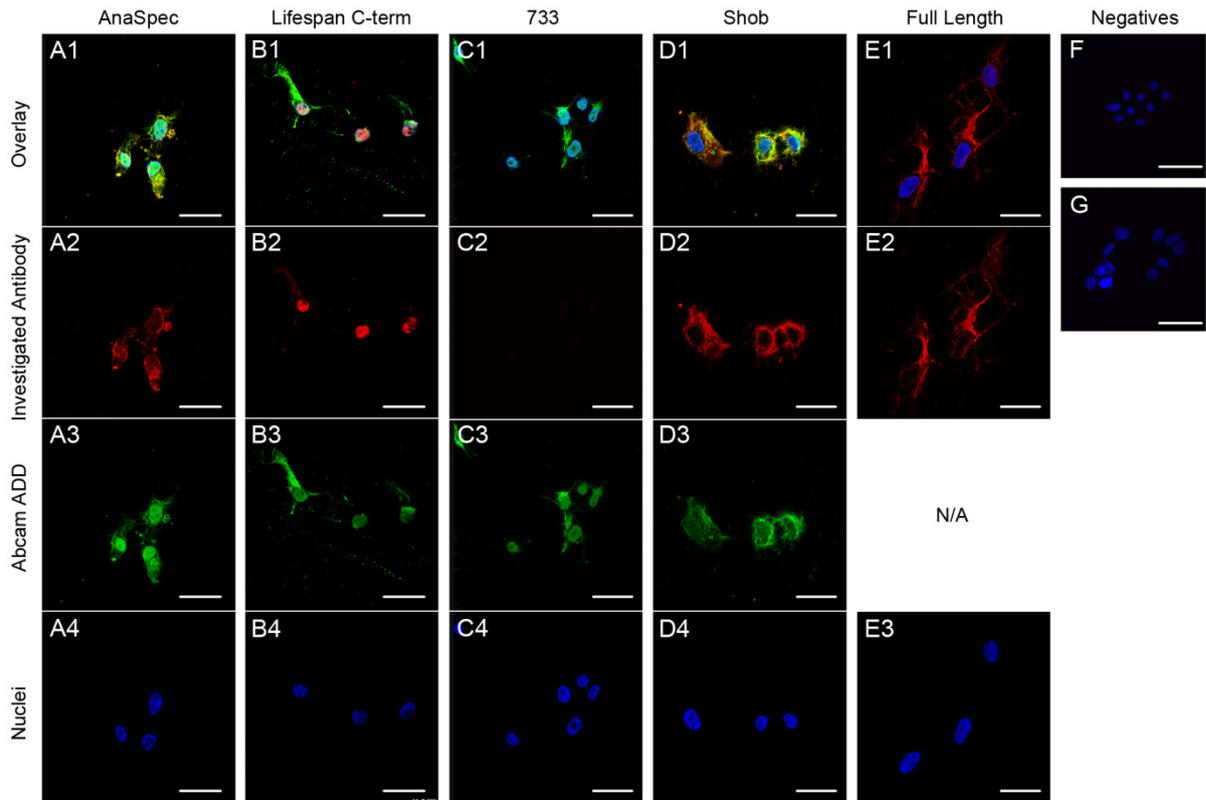 AnaSpec
Lifespan C-term
733
Shob
Full Length
Negatives
Overlay
A1
B1
C1
D1
E1
F
G
Investigated Antibody
A2
B2
C2
D2
E2
Abcam ADD
A3
B3
C3
D3
N/A
Nuclei
A4
B4
C4
D4
E3